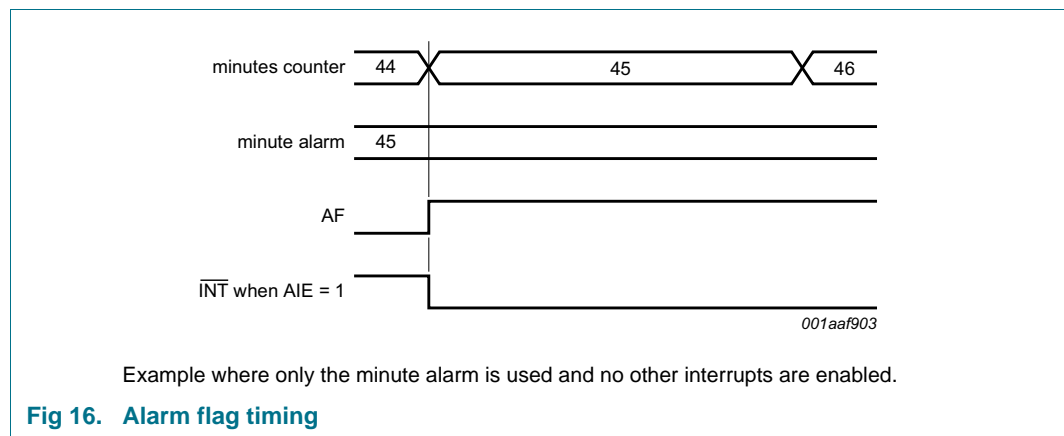 minutes counter 44 45 46
minute alarm 45
AF
INT when AIE = 1
001aaf903
Example where only the minute alarm is used and no other interrupts are enabled.
Fig 16. Alarm flag timing